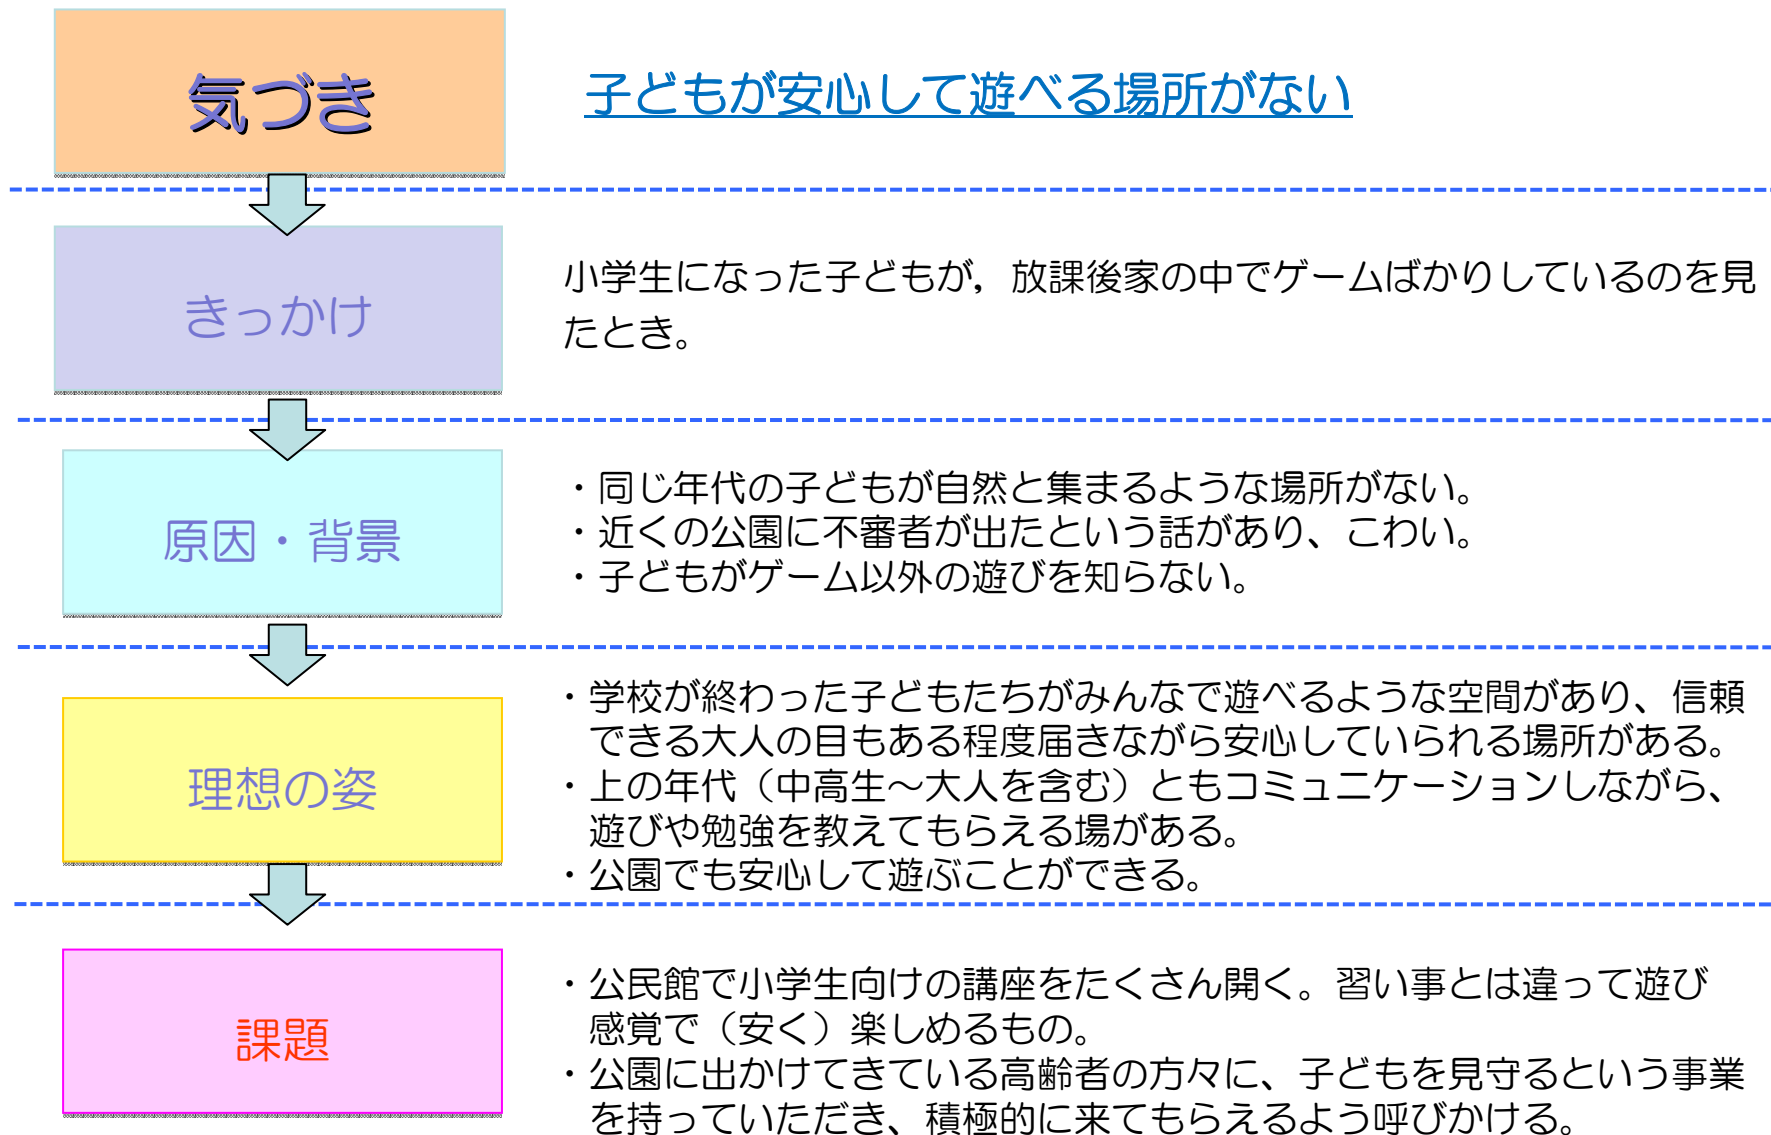 気づき
子どもが安心して遊べる場所がない
きっかけ
小学生になった子どもが，放課後家の中でゲームばかりしているのを見
たとき。
原因・背景
・同じ年代の子どもが自然と集まるような場所がない。
・近くの公園に不審者が出たという話があり、こわい。
・子どもがゲーム以外の遊びを知らない。
理想の姿
・学校が終わった子どもたちがみんなで遊べるような空間があり、信頼
できる大人の目もある程度届きながら安心していられる場所がある。
・上の年代（中高生～大人を含む）ともコミュニケーションしながら、
遊びや勉強を教えてもらえる場がある。
・公園でも安心して遊ぶことができる。
課題
・公民館で小学生向けの講座をたくさん開く。習い事とは違って遊び
感覚で（安く）楽しめるもの。
・公園に出かけてきている高齢者の方々に、子どもを見守るという事業
を持っていただき、積極的に来てもらえるよう呼びかける。